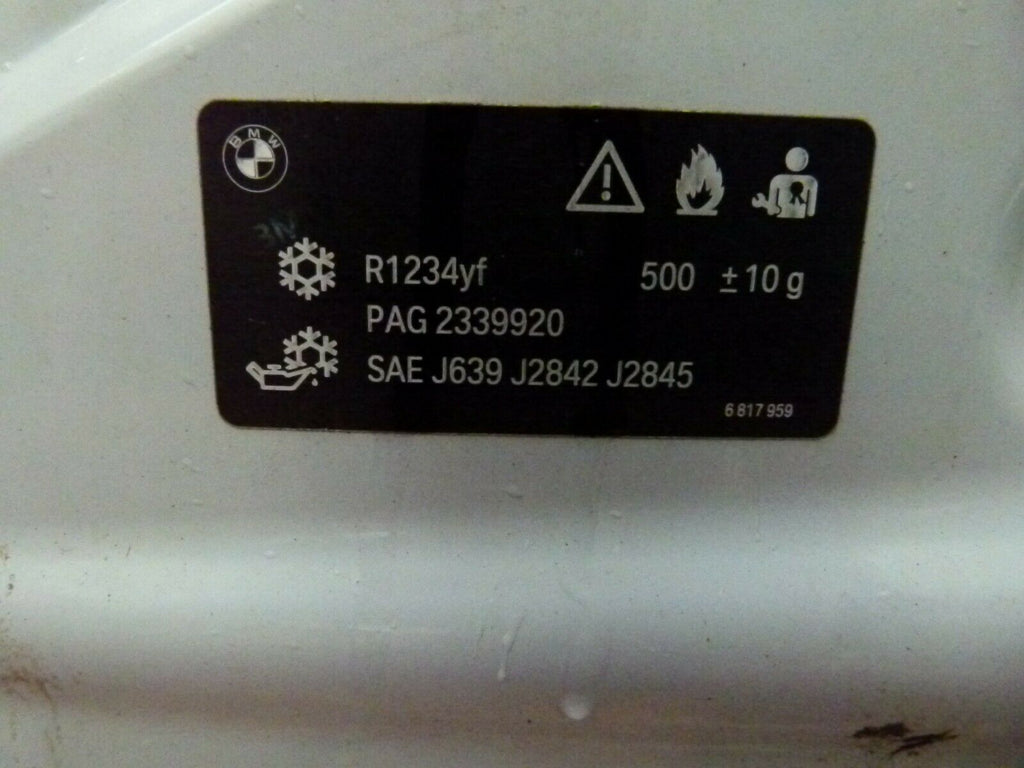 BMW
R1234yf 500 ±10 g
PAG 2339920
SAE J639 J2842 J2845
6 817 959